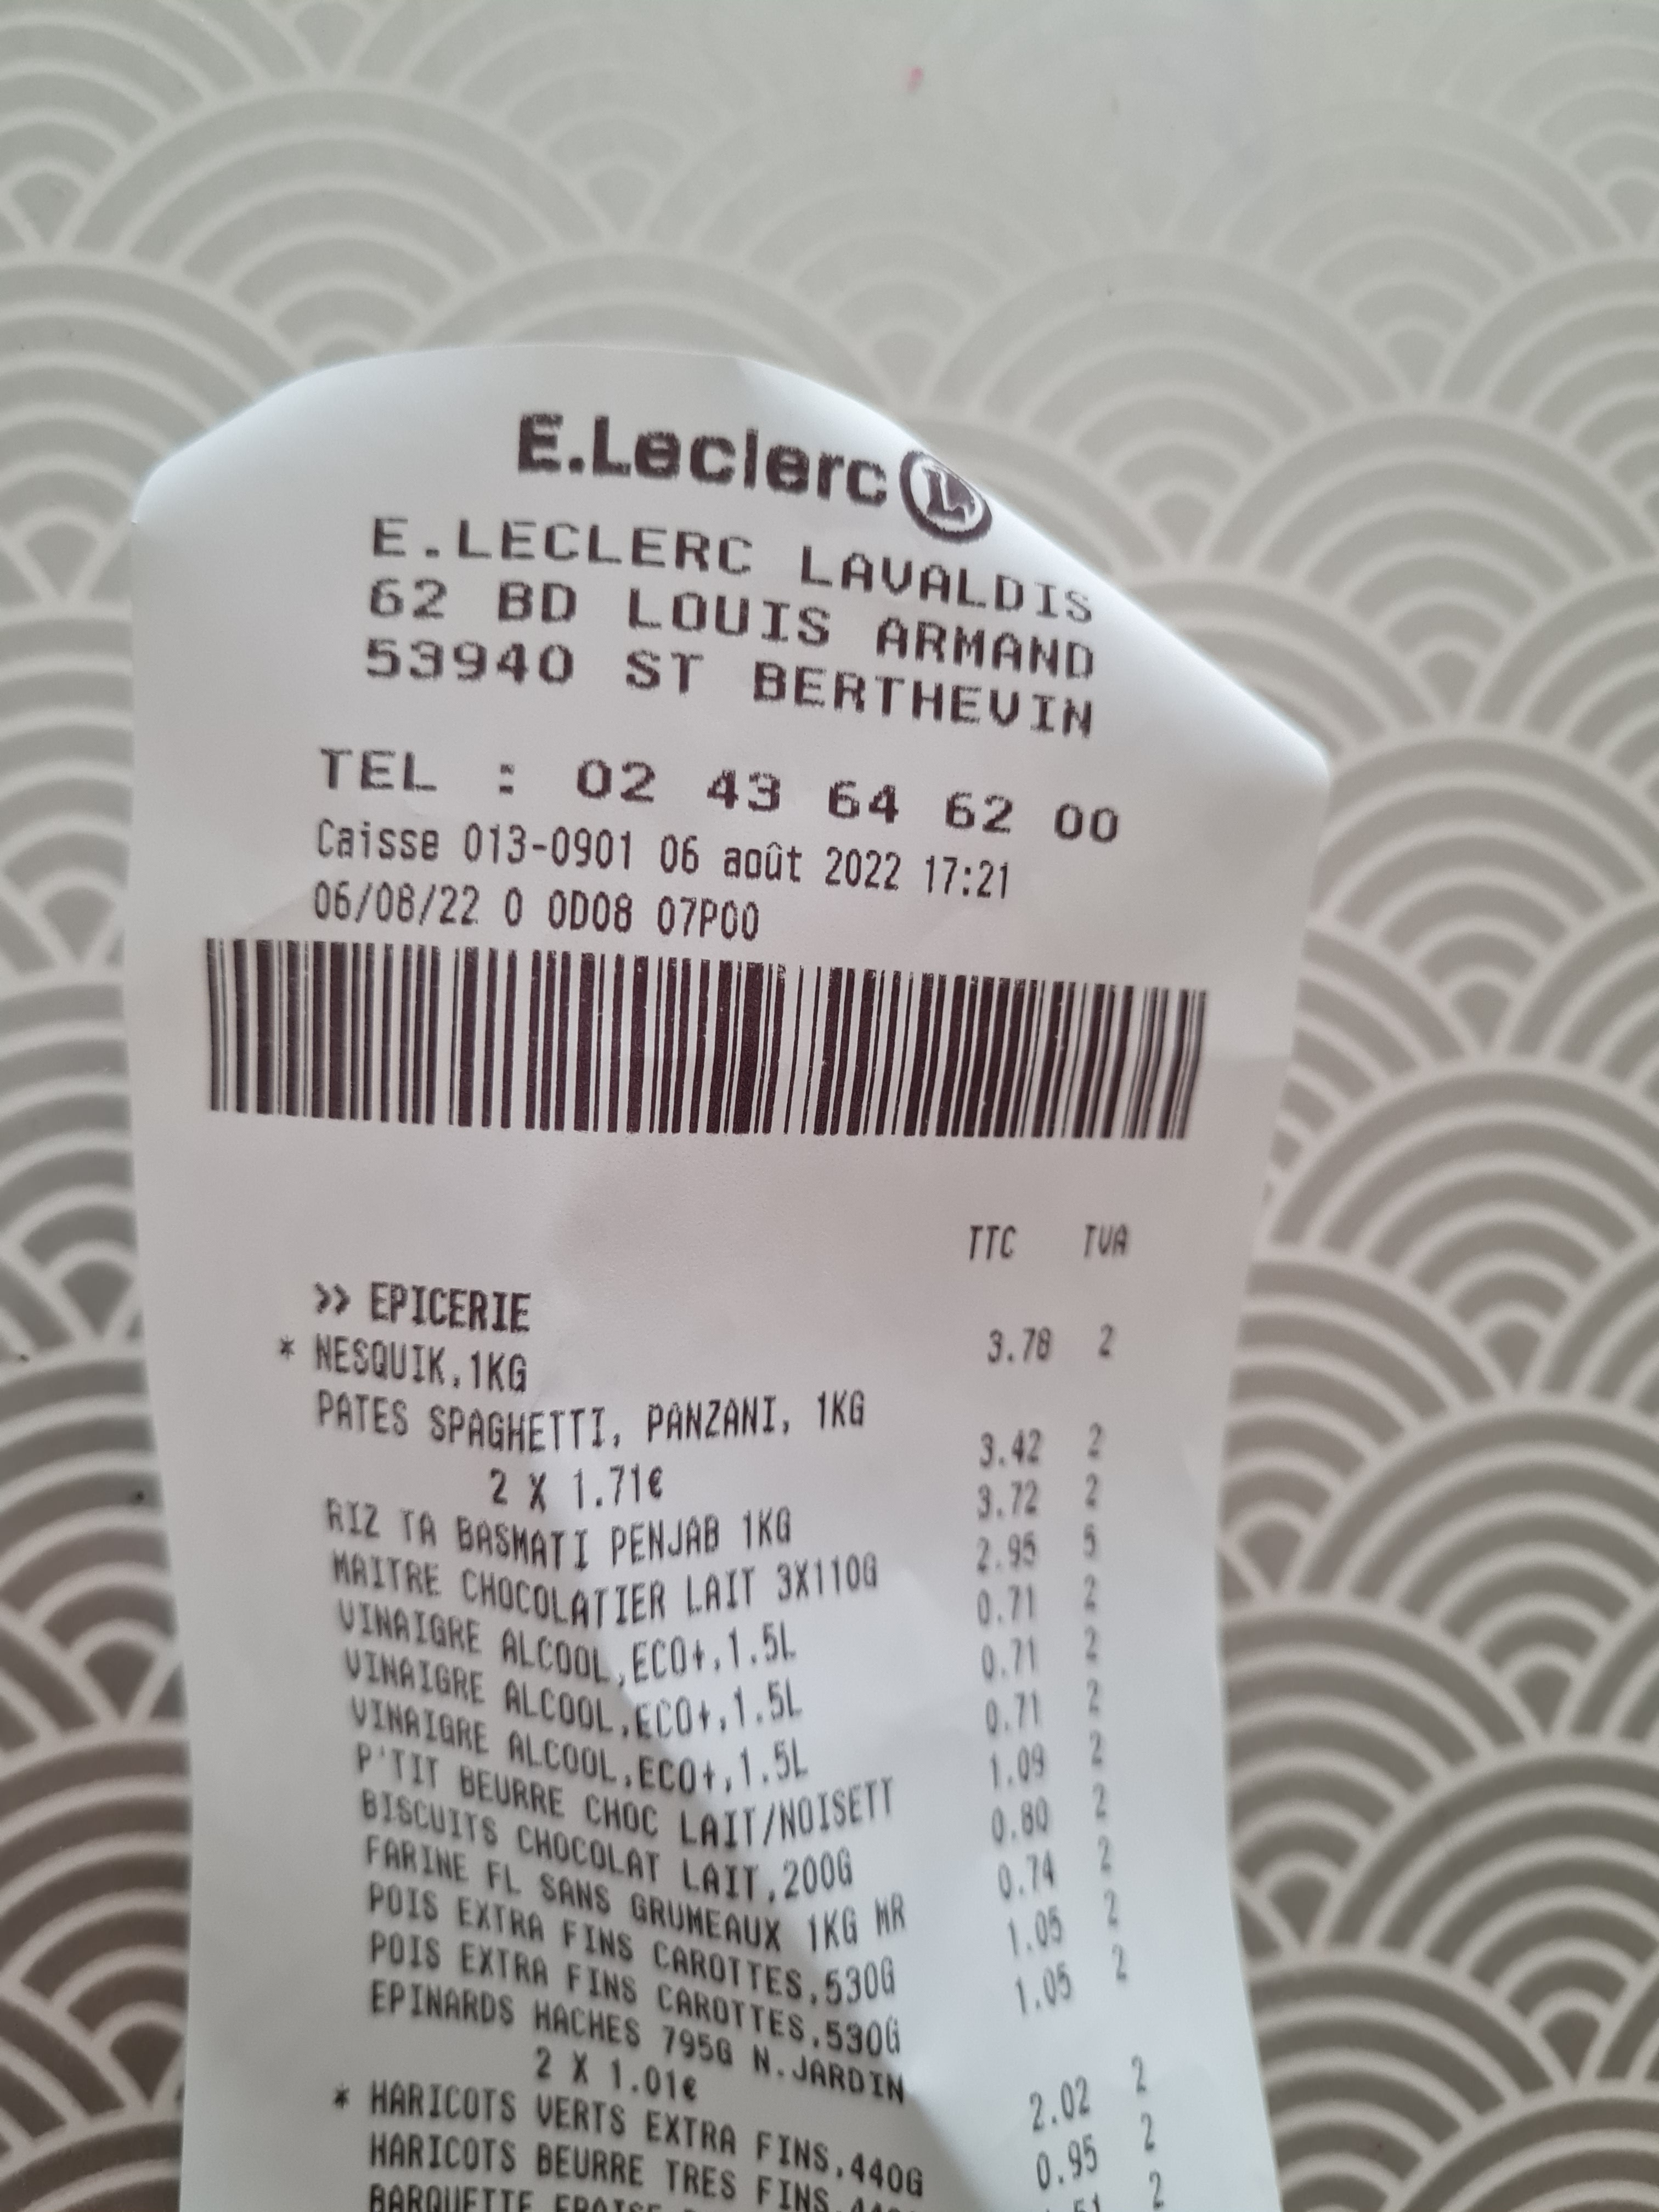 E.Leclerc L
E.LECLERC LAVALDIS
62 BD LOUIS ARMAND
53940 ST BERTHEVIN
TEL : 02 43 64 62 00
Caisse 013-0901 06 août 2022 17:21
06/08/22 0 0D08 07P00
TTC TVA
>> EPICERIE
* NESQUIK,1KG 3.78 2
PATES SPAGHETTI, PANZANI, 1KG
2 X 1.71€ 3.42 2
RIZ TA BASMATI PENJAB 1KG 3.72 2
MAITRE CHOCOLATIER LAIT 3X110G 2.95 5
VINAIGRE ALCOOL,ECO+,1.5L 0.71 2
VINAIGRE ALCOOL,ECO+,1.5L 0.71 2
VINAIGRE ALCOOL,ECO+,1.5L 0.71 2
P'TIT BEURRE CHOC LAIT/NOISETT 1.09 2
BISCUITS CHOCOLAT LAIT,200G 0.80 2
FARINE FL SANS GRUMEAUX 1KG MR 0.74 2
POIS EXTRA FINS CAROTTES,530G 1.05 2
POIS EXTRA FINS CAROTTES,530G 1.05 2
EPINARDS HACHES 795G N.JARDIN
2 X 1.01€ 2.02 2
* HARICOTS VERTS EXTRA FINS,440G 0.95 2
HARICOTS BEURRE TRES FINS, 2
BARQUETTE